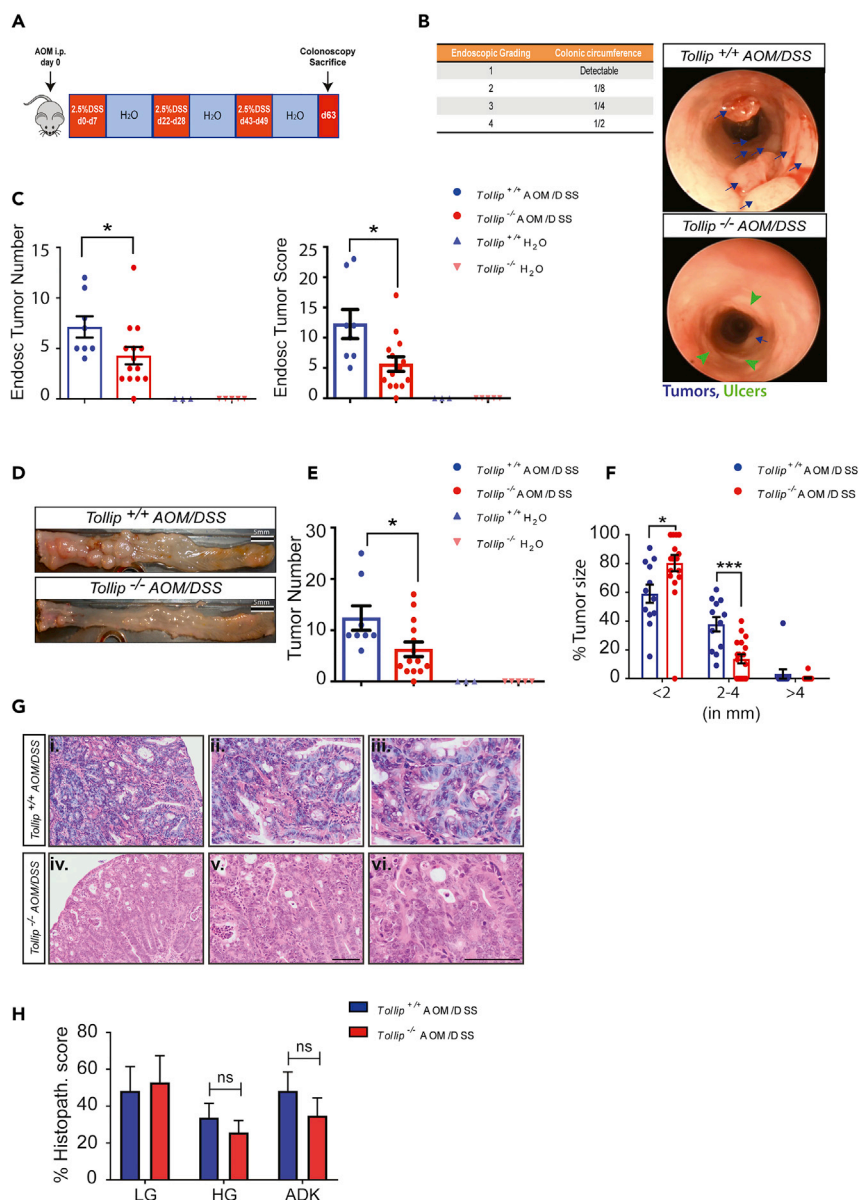 A
AOM i.p.
day 0
Colonoscopy
Sacrifice
2.5%DSS
d0-d7
H₂O
2.5%DSS
d22-d28
H₂O
2.5%DSS
d43-d49
H₂O
d63
B
Endoscopic Grading Colonic circumference
1 Detectable
2 1/8
3 1/4
4 1/2
Tollip +/+ AOM/DSS
Tollip -/- AOM/DSS
Tumors, Ulcers
C
Endosc Tumor Number
15
10
5
0
*
Endosc Tumor Score
25
20
15
10
5
0
*
Tollip +/+ AOM/DSS
Tollip -/- AOM/DSS
Tollip +/+ H₂O
Tollip -/- H₂O
D
Tollip +/+ AOM/DSS
5mm
Tollip -/- AOM/DSS
5mm
E
Tumor Number
30
20
10
0
*
Tollip +/+ AOM/DSS
Tollip -/- AOM/DSS
Tollip +/+ H₂O
Tollip -/- H₂O
F
Tollip +/+ AOM/DSS
Tollip -/- AOM/DSS
% Tumor size
100
80
60
40
20
0
*
***
<2 2-4 >4
(in mm)
G
Tollip +/+ AOM/DSS
i. ii. iii.
Tollip -/- AOM/DSS
iv. v. vi.
H
Tollip +/+ AOM/DSS
Tollip -/- AOM/DSS
% Histopath. score
80
60
40
20
0
ns
ns
LG HG ADK